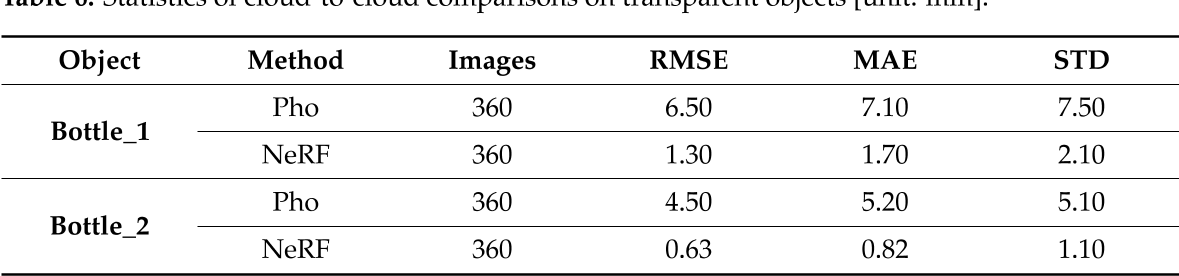 Table 6. Statistics of cloud-to-cloud comparisons on transparent objects [unit: mm].
Object Method Images RMSE MAE STD
Bottle_1
Pho 360 6.50 7.10 7.50
NeRF 360 1.30 1.70 2.10
Bottle_2
Pho 360 4.50 5.20 5.10
NeRF 360 0.63 0.82 1.10